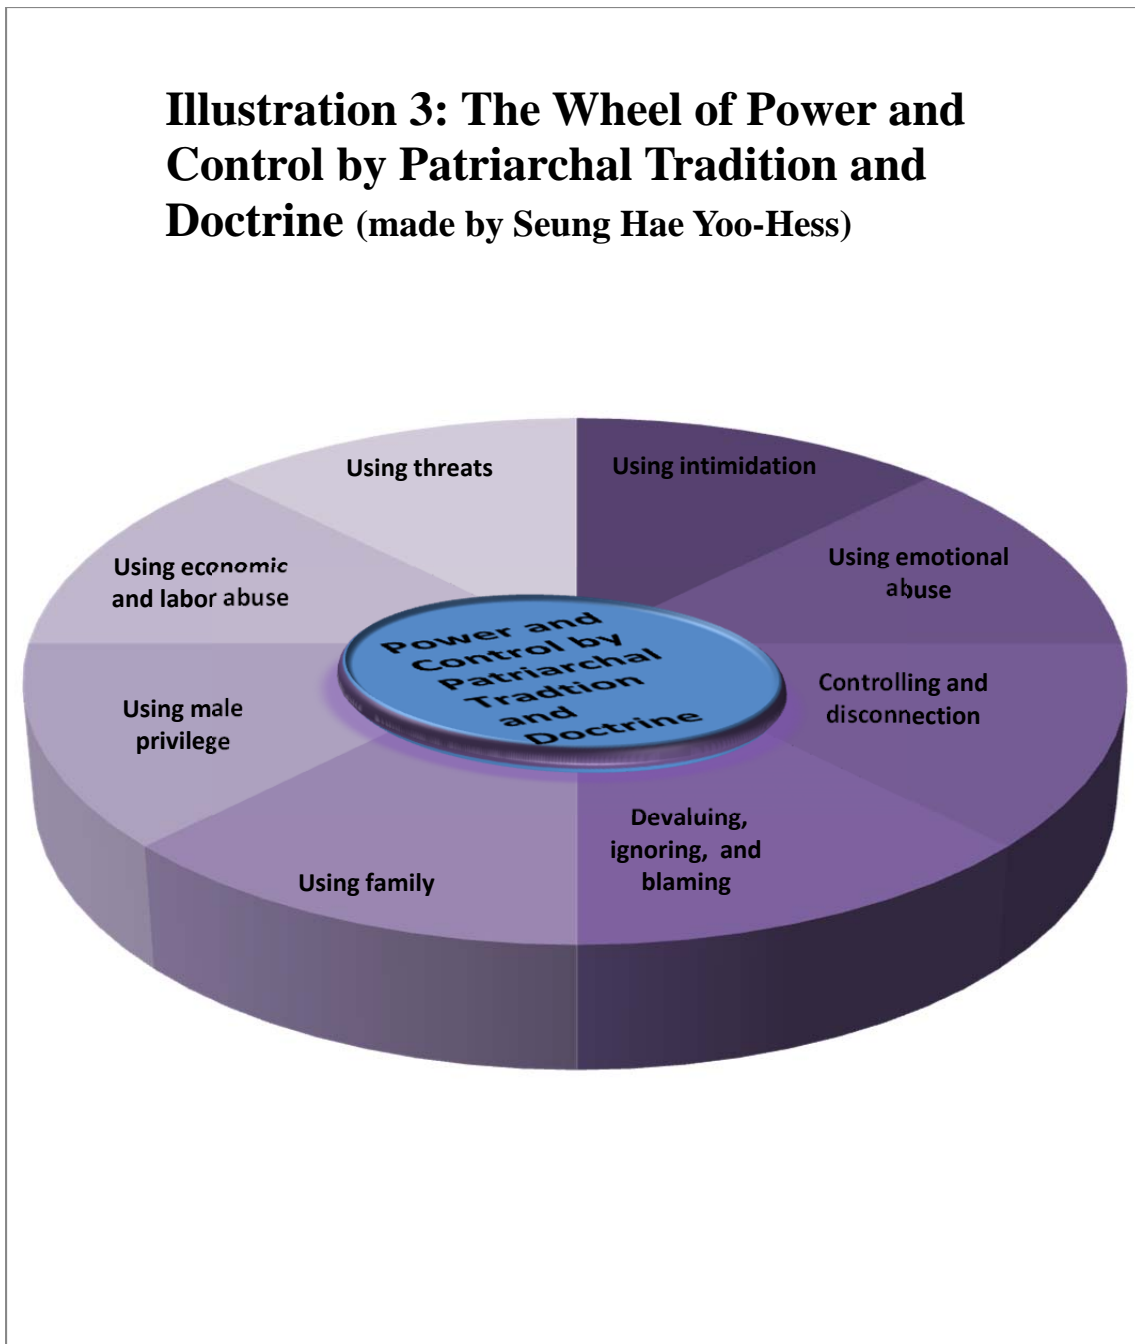 Illustration 3: The Wheel of Power and
Control by Patriarchal Tradition and
Doctrine (made by Seung Hae Yoo-Hess)
Using threats
Using intimidation
Using economic
and labor abuse
Using emotional
abuse
Power and
Control by
Patriarchal
Tradtion
and
Doctrine
Using male
privilege
Controlling and
disconnection
Using family
Devaluing,
ignoring, and
blaming